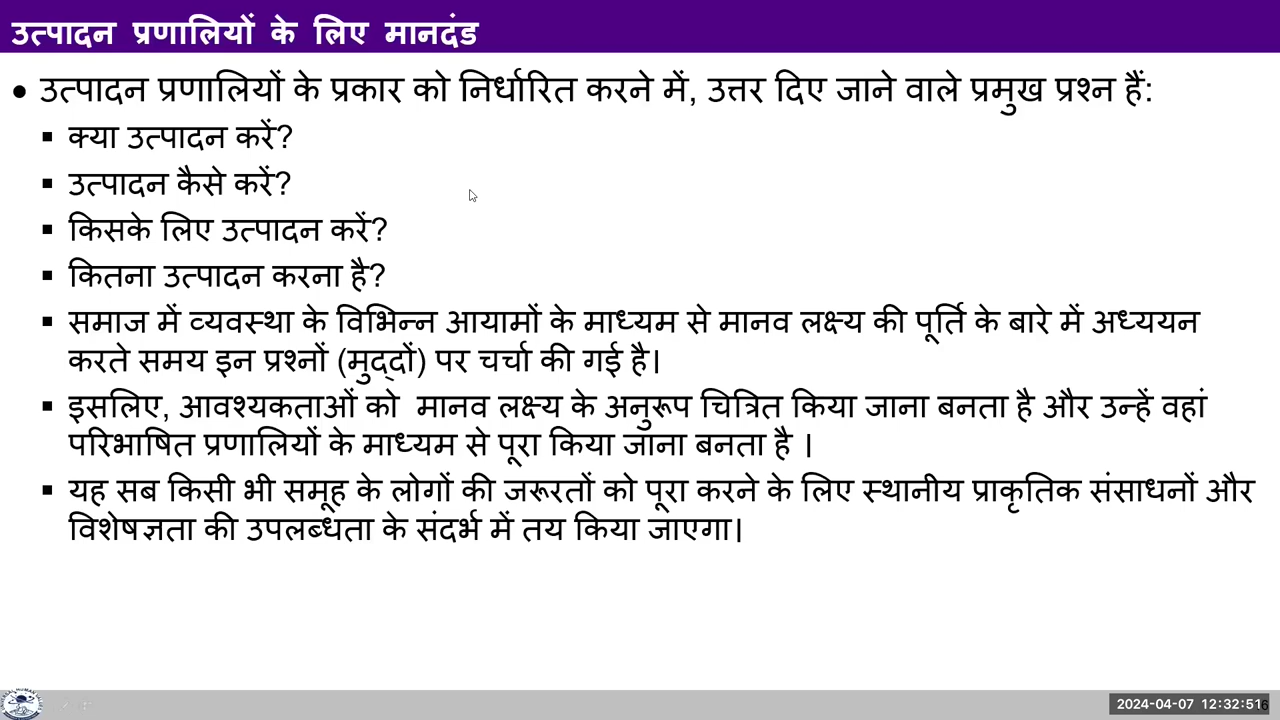 उत्पादन प्रणालियों के लिए मानदंड
• उत्पादन प्रणालियों के प्रकार को निर्धारित करने में, उत्तर दिए जाने वाले प्रमुख प्रश्न हैं:
▪ क्या उत्पादन करें?
▪ उत्पादन कैसे करें?
▪ किसके लिए उत्पादन करें?
▪ कितना उत्पादन करना है?
▪ समाज में व्यवस्था के विभिन्न आयामों के माध्यम से मानव लक्ष्य की पूर्ति के बारे में अध्ययन
करते समय इन प्रश्नों (मुद्दों) पर चर्चा की गई है।
▪ इसलिए, आवश्यकताओं को मानव लक्ष्य के अनुरूप चित्रित किया जाना बनता है और उन्हें वहां
परिभाषित प्रणालियों के माध्यम से पूरा किया जाना बनता है ।
▪ यह सब किसी भी समूह के लोगों की जरूरतों को पूरा करने के लिए स्थानीय प्राकृतिक संसाधनों और
विशेषज्ञता की उपलब्धता के संदर्भ में तय किया जाएगा।
2024-04-07 12:32:51